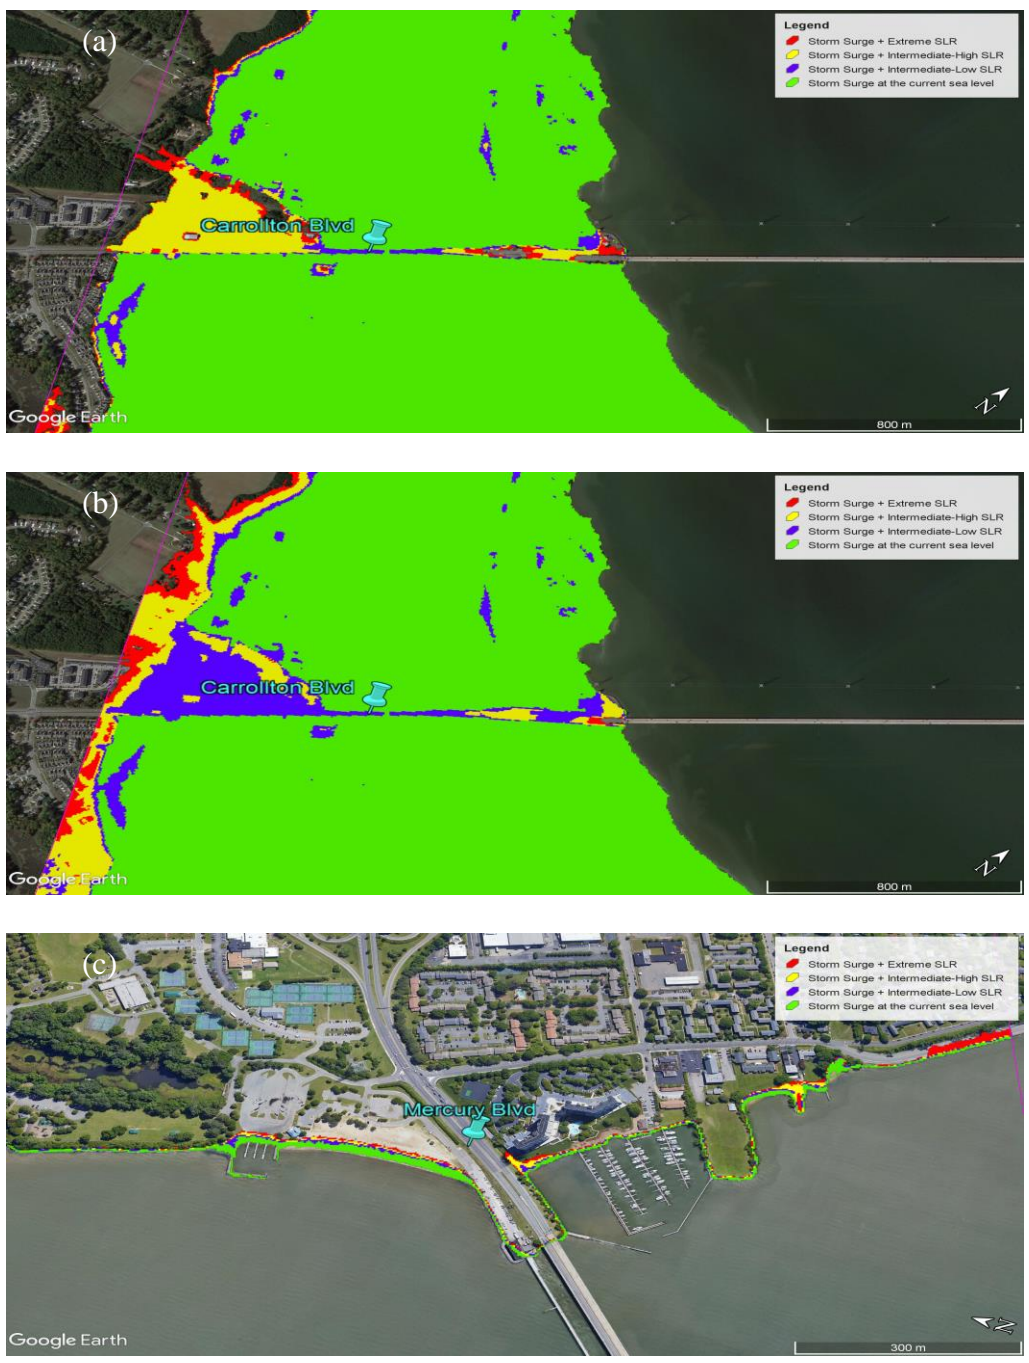 (a)
Legend
Storm Surge + Extreme SLR
Storm Surge + Intermediate-High SLR
Storm Surge + Intermediate-Low SLR
Storm Surge at the current sea level
Carrollton Blvd
Google Earth
N
800 m
(b)
Legend
Storm Surge + Extreme SLR
Storm Surge + Intermediate-High SLR
Storm Surge + Intermediate-Low SLR
Storm Surge at the current sea level
Carrollton Blvd
Google Earth
N
800 m
(c)
Legend
Storm Surge + Extreme SLR
Storm Surge + Intermediate-High SLR
Storm Surge + Intermediate-Low SLR
Storm Surge at the current sea level
Mercury Blvd
Google Earth
N
300 m